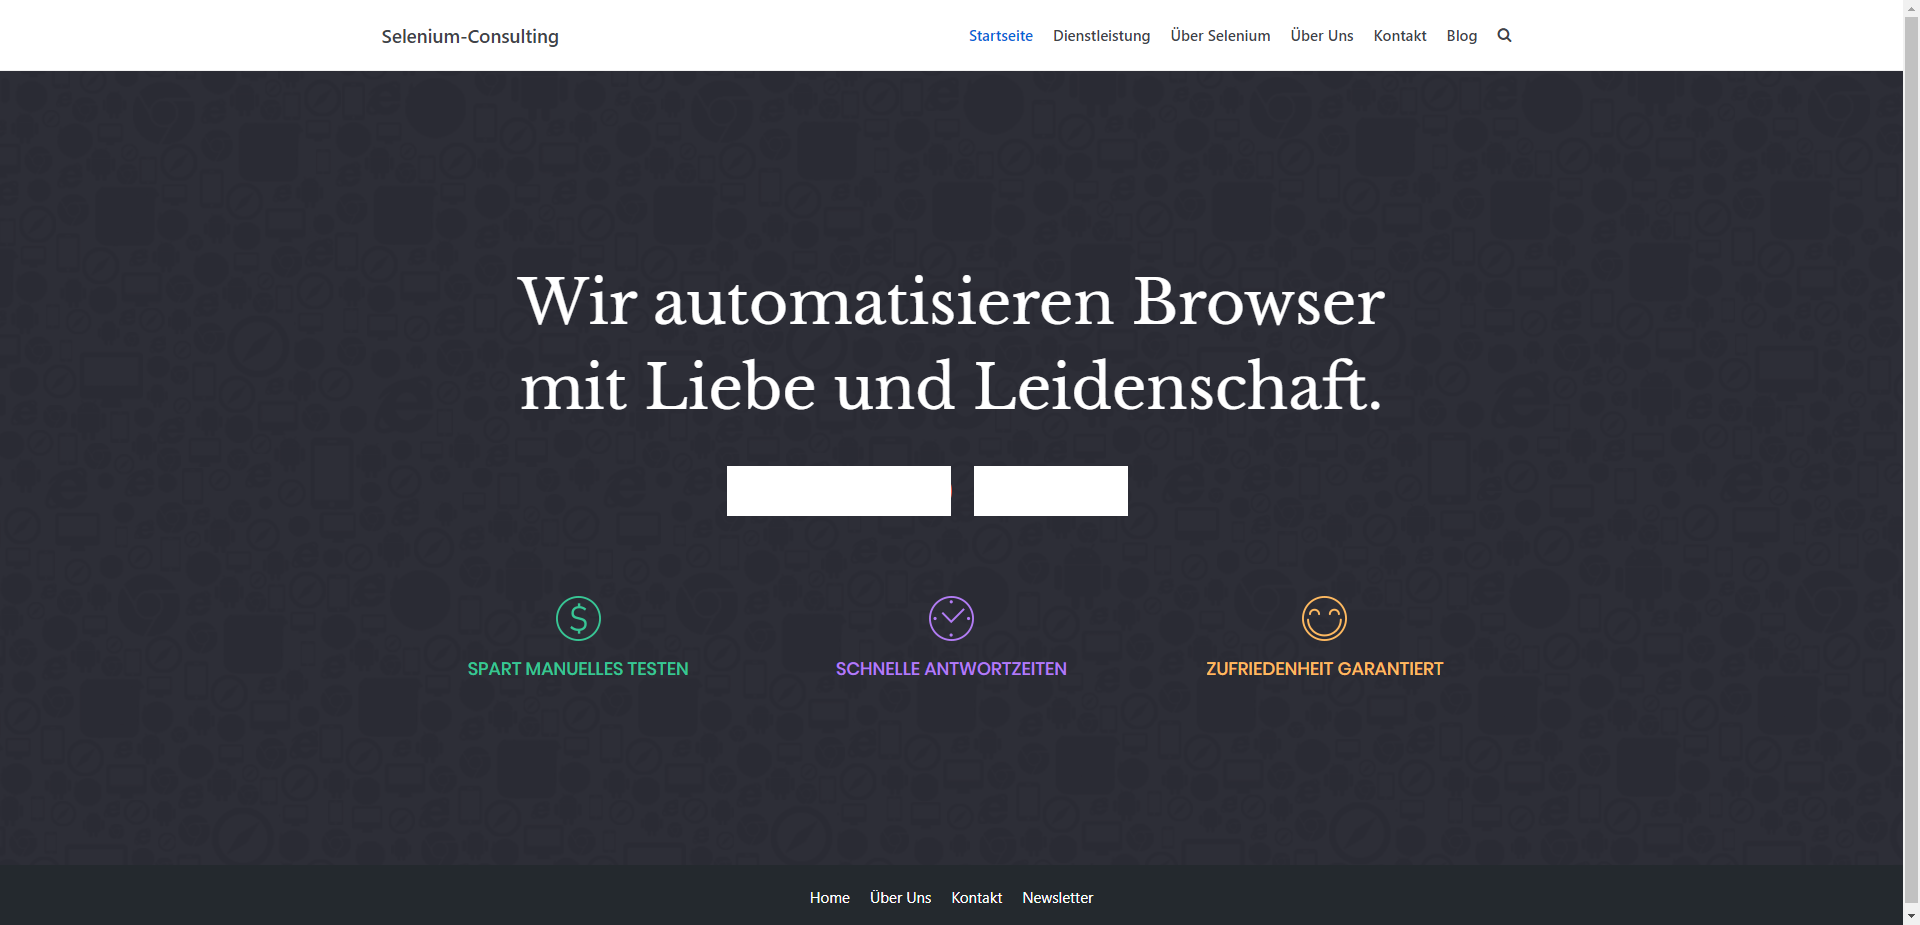 Selenium-Consulting
Startseite Dienstleistung Über Selenium Über Uns Kontakt Blog
Wir automatisieren Browser
mit Liebe und Leidenschaft.
SPART MANUELLES TESTEN
SCHNELLE ANTWORTZEITEN
ZUFRIEDENHEIT GARANTIERT
Home Über Uns Kontakt Newsletter